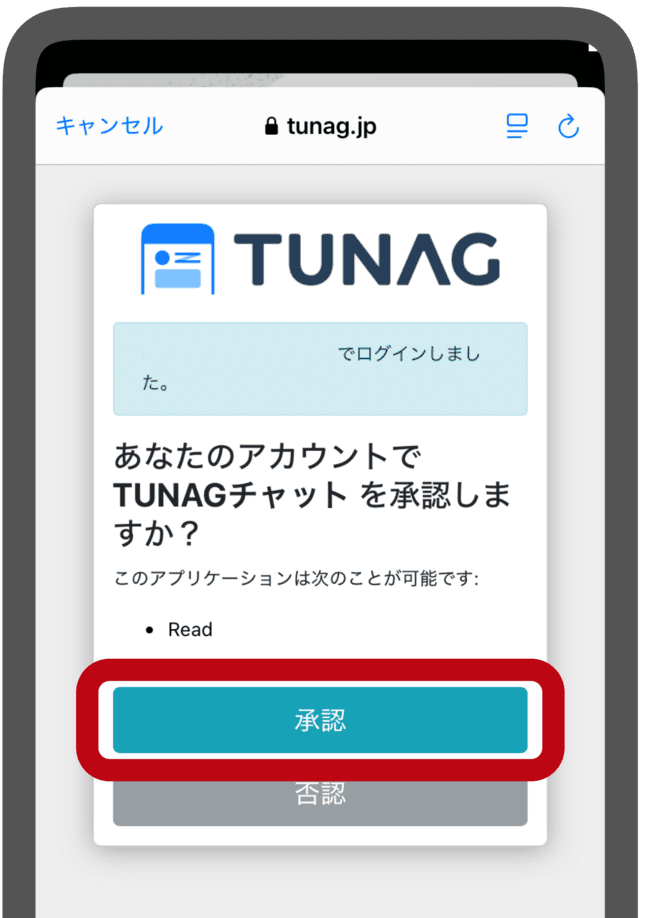 キャンセル
tunag.jp
TUNAG
でログインしまし
た。
あなたのアカウントで
TUNAGチャット を承認しま
すか？
このアプリケーションは次のことが可能です:
• Read
承認
否認